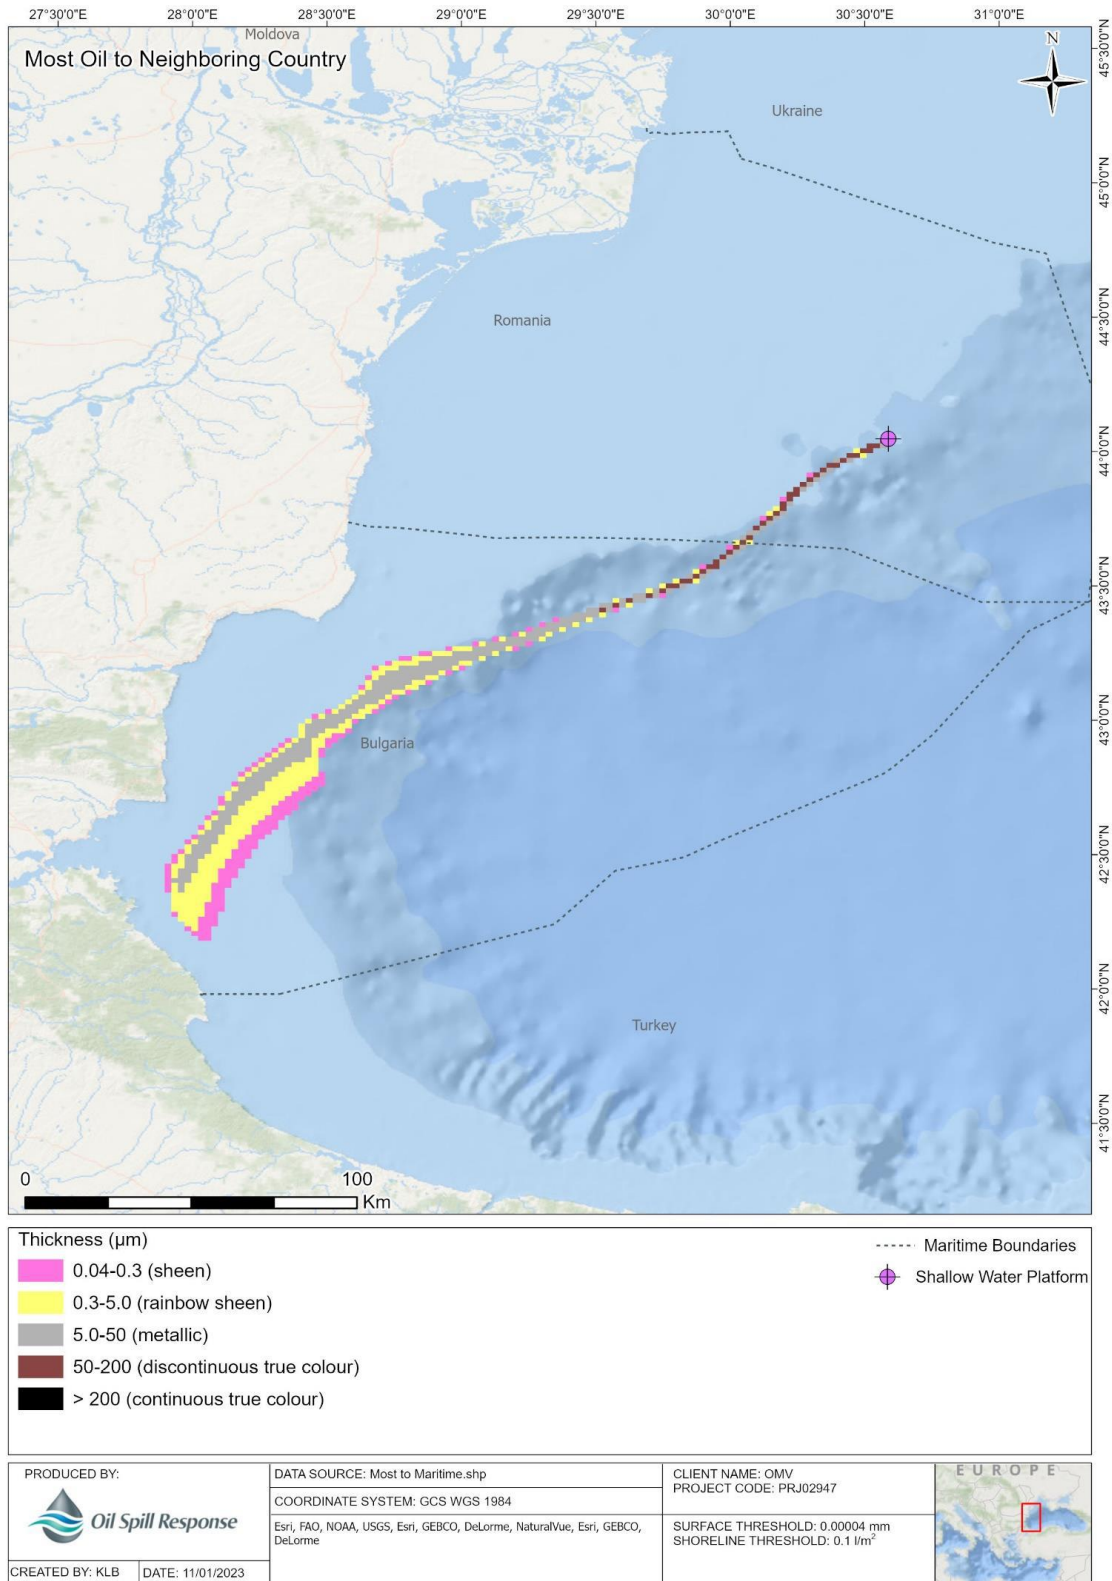 27°30'0"E 28°0'0"E 28°30'0"E 29°0'0"E 29°30'0"E 30°0'0"E 30°30'0"E 31°0'0"E
Moldova
Most Oil to Neighboring Country
N
45°30'0"N
Ukraine
45°0'0"N
Romania
44°30'0"N
44°0'0"N
43°30'0"N
43°0'0"N
Bulgaria
42°30'0"N
42°0'0"N
Turkey
41°30'0"N
0 100
Km
Thickness (µm)
0.04-0.3 (sheen)
0.3-5.0 (rainbow sheen)
5.0-50 (metallic)
50-200 (discontinuous true colour)
> 200 (continuous true colour)
Maritime Boundaries
Shallow Water Platform
PRODUCED BY:
Oil Spill Response
CREATED BY: KLB
DATE: 11/01/2023
DATA SOURCE: Most to Maritime.shp
COORDINATE SYSTEM: GCS WGS 1984
Esri, FAO, NOAA, USGS, Esri, GEBCO, DeLorme, NaturalVue, Esri, GEBCO,
DeLorme
CLIENT NAME: OMV
PROJECT CODE: PRJ02947
SURFACE THRESHOLD: 0.00004 mm
SHORELINE THRESHOLD: 0.1 l/m²
EUROPE